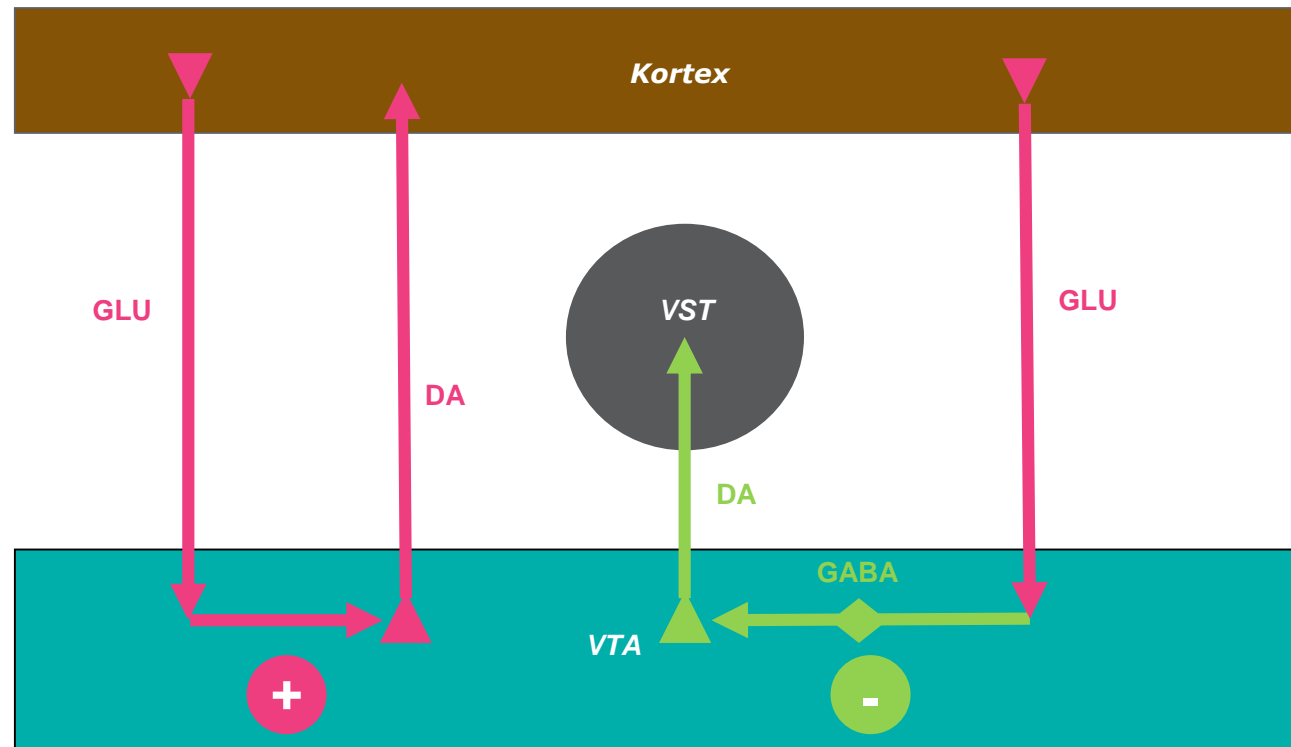 Kortex
GLU
VST
GLU
DA
DA
GABA
VTA
+
-